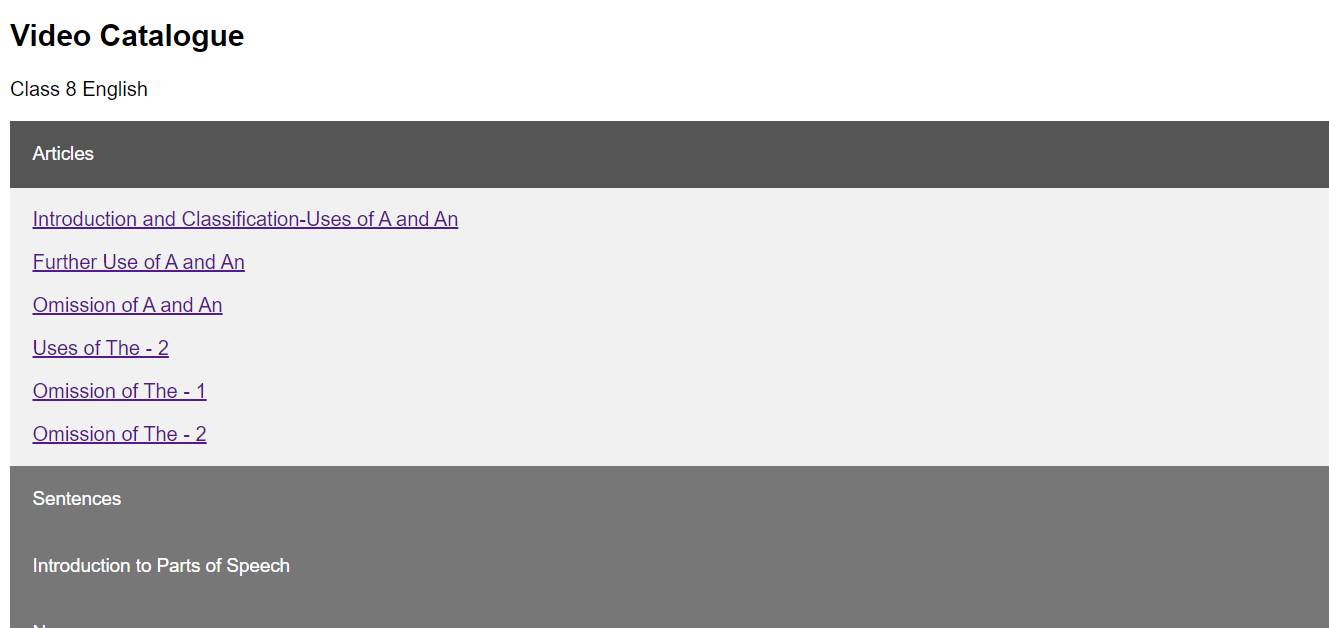 Video Catalogue
Class 8 English
Articles
Introduction and Classification-Uses of A and An
Further Use of A and An
Omission of A and An
Uses of The - 2
Omission of The - 1
Omission of The - 2
Sentences
Introduction to Parts of Speech